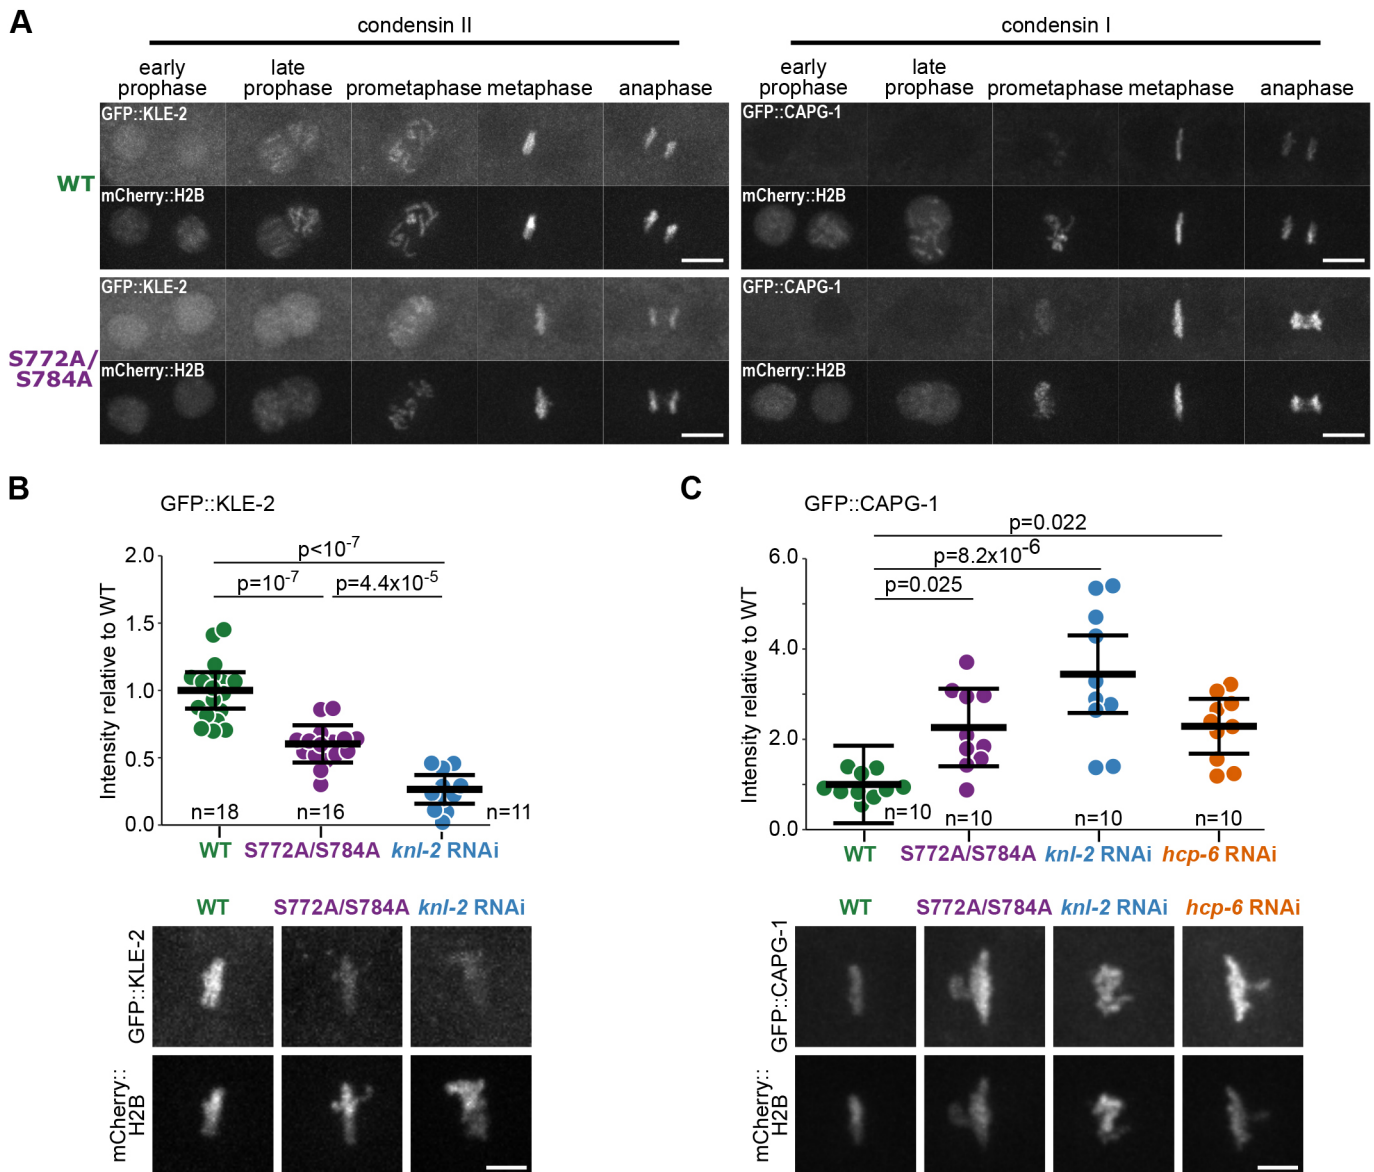 A
condensin II
condensin I
early prophase
late prophase
prometaphase
metaphase
anaphase
early prophase
late prophase
prometaphase
metaphase
anaphase
WT
GFP::KLE-2
mCherry::H2B
GFP::CAPG-1
mCherry::H2B
S772A/
S784A
GFP::KLE-2
mCherry::H2B
GFP::CAPG-1
mCherry::H2B
B
GFP::KLE-2
p<10-7
p=10-7
p=4.4x10-5
Intensity relative to WT
2.0
1.5
1.0
0.5
0.0
n=18
n=16
n=11
WT
S772A/S784A
knl-2 RNAi
WT
S772A/S784A
knl-2 RNAi
GFP::KLE-2
mCherry::
H2B
C
GFP::CAPG-1
p=0.022
p=8.2x10-6
p=0.025
Intensity relative to WT
6.0
4.0
2.0
0.0
n=10
n=10
n=10
n=10
WT
S772A/S784A
knl-2 RNAi
hcp-6 RNAi
WT
S772A/S784A
knl-2 RNAi
hcp-6 RNAi
GFP::CAPG-1
mCherry::
H2B